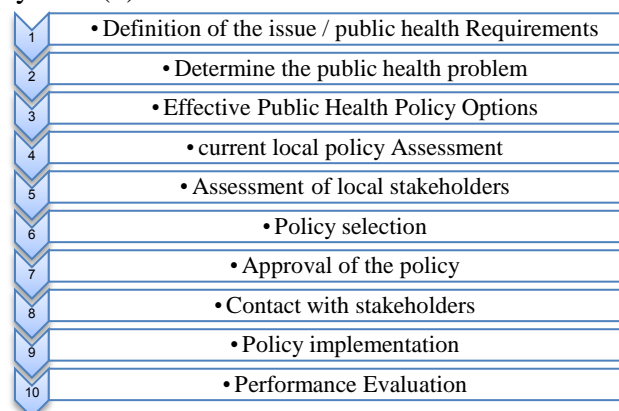 1 • Definition of the issue / public health Requirements
2 • Determine the public health problem
3 • Effective Public Health Policy Options
4 • current local policy Assessment
5 • Assessment of local stakeholders
6 • Policy selection
7 • Approval of the policy
8 • Contact with stakeholders
9 • Policy implementation
10 • Performance Evaluation